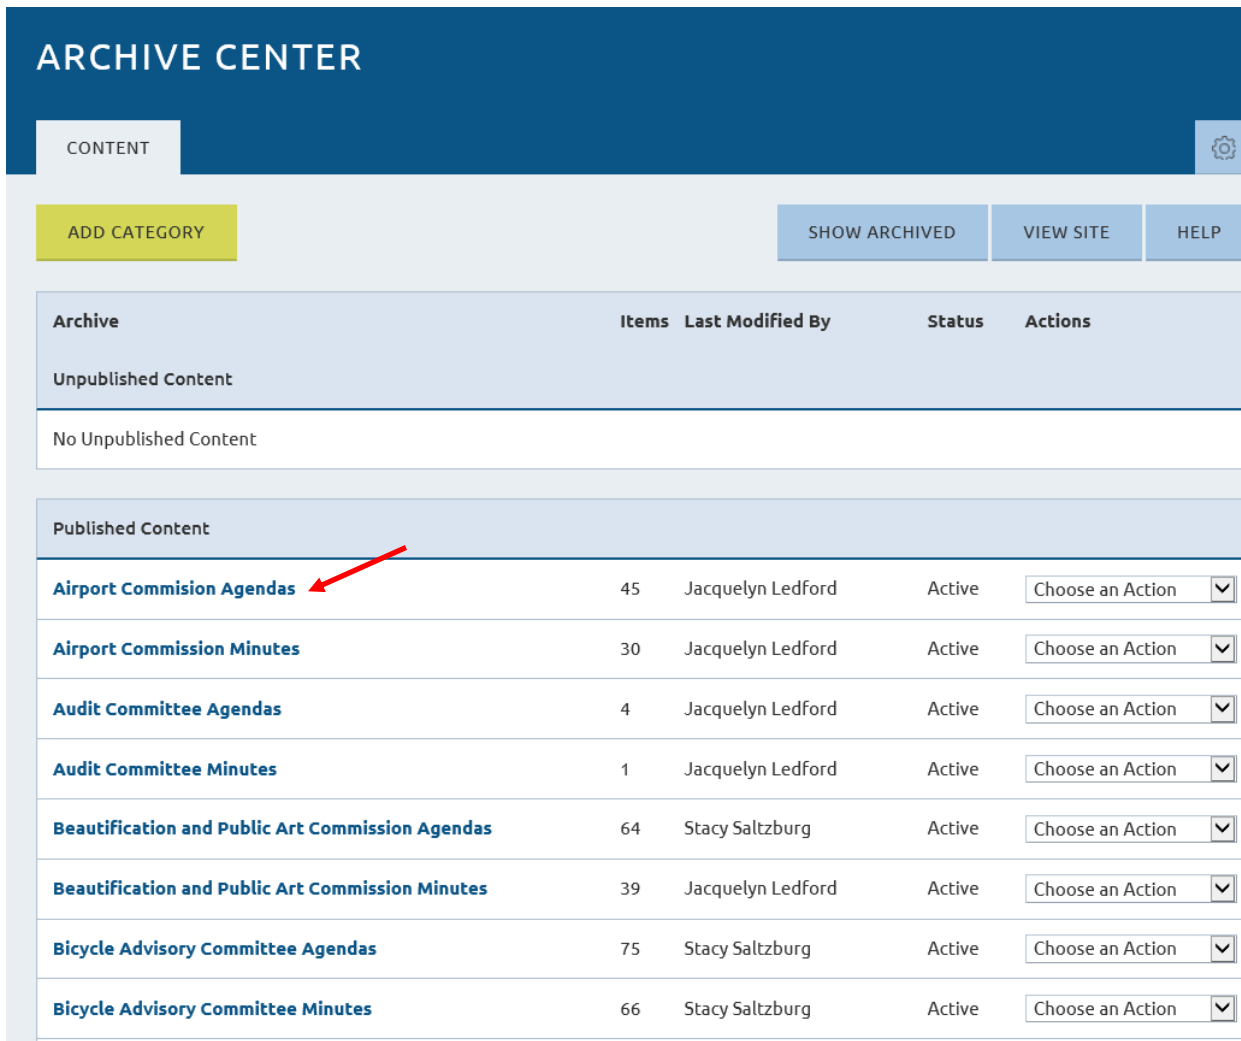 ARCHIVE CENTER
CONTENT
ADD CATEGORY SHOW ARCHIVED VIEW SITE HELP
Archive Items Last Modified By Status Actions
Unpublished Content
No Unpublished Content
Published Content
Airport Commision Agendas 45 Jacquelyn Ledford Active Choose an Action
Airport Commission Minutes 30 Jacquelyn Ledford Active Choose an Action
Audit Committee Agendas 4 Jacquelyn Ledford Active Choose an Action
Audit Committee Minutes 1 Jacquelyn Ledford Active Choose an Action
Beautification and Public Art Commission Agendas 64 Stacy Saltzburg Active Choose an Action
Beautification and Public Art Commission Minutes 39 Jacquelyn Ledford Active Choose an Action
Bicycle Advisory Committee Agendas 75 Stacy Saltzburg Active Choose an Action
Bicycle Advisory Committee Minutes 66 Stacy Saltzburg Active Choose an Action